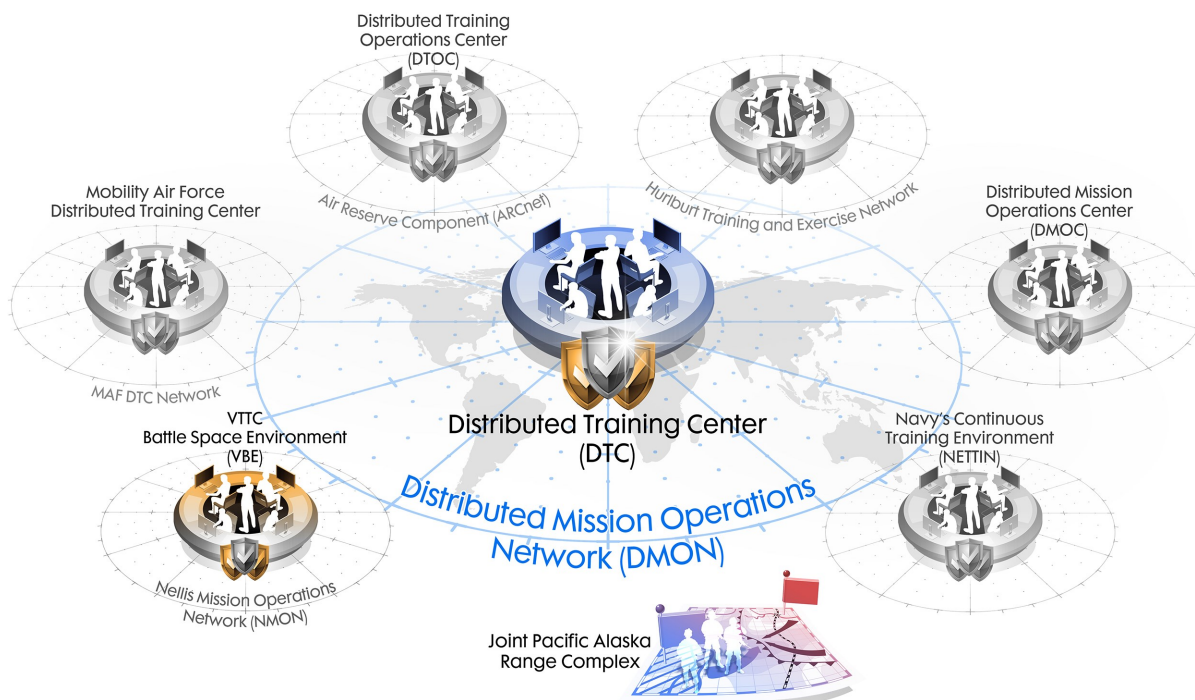 Distributed Training
Operations Center
(DTOC)
Air Reserve Component (ARCnet)
Hurlburt Training and Exercise Network
Mobility Air Force
Distributed Training Center
MAF DTC Network
Distributed Mission
Operations Center
(DMOC)
Distributed Training Center
(DTC)
Distributed Mission Operations
Network (DMON)
VTTC
Battle Space Environment
(VBE)
Nellis Mission Operations
Network (NMON)
Navy's Continuous
Training Environment
(NETTIN)
Joint Pacific Alaska
Range Complex